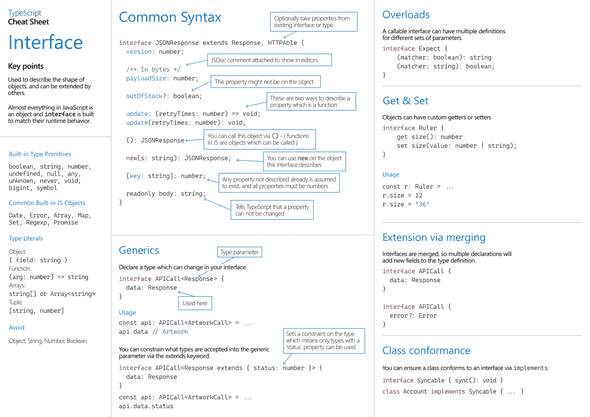 TypeScript
Cheat Sheet
Interface
Key points
Used to describe the shape of
objects, and can be extended by
others.
Almost everything in JavaScript is
an object and interface is built
to match their runtime behavior.
Built-in Type Primitives
boolean, string, number,
undefined, null, any,
unknown, never, void,
bigint, symbol
Common Built-in JS Objects
Date, Error, Array, Map,
Set, Regexp, Promise
Type Literals
Object:
{ field: string }
Function:
(arg: number) => string
Arrays:
string[] or Array<string>
Tuple:
[string, number]
Avoid
Object, String, Number, Boolean
Common Syntax
Optionally take properties from
existing interface or type
interface JSONResponse extends Response, HTTPAble {
version: number;
JSDoc comment attached to show in editors
/** In bytes */
payloadSize: number;
This property might not be on the object
outOfStock?: boolean;
These are two ways to describe a
property which is a function
update: (retryTimes: number) => void;
update(retryTimes: number): void;
(): JSONResponse
You can call this object via () - ( functions
in JS are objects which can be called )
new(s: string): JSONResponse;
You can use new on the object
this interface describes
[key: string]: number;
Any property not described already is assumed
to exist, and all properties must be numbers
readonly body: string;
}
Tells TypeScript that a property
can not be changed
Generics
Type parameter
Declare a type which can change in your interface
interface APICall<Response> {
data: Response
}
Used here
Usage
const api: APICall<ArtworkCall> = ...
api.data // Artwork
Sets a constraint on the type
which means only types with a
'status' property can be used
You can constrain what types are accepted into the generic
parameter via the extends keyword.
interface APICall<Response extends { status: number }> {
data: Response
}
const api: APICall<ArtworkCall> = ...
api.data.status
Overloads
A callable interface can have multiple definitions
for different sets of parameters
interface Expect {
(matcher: boolean): string
(matcher: string): boolean;
}
Get & Set
Objects can have custom getters or setters
interface Ruler {
get size(): number
set size(value: number | string);
}
Usage
const r: Ruler = ...
r.size = 12
r.size = "36"
Extension via merging
Interfaces are merged, so multiple declarations will
add new fields to the type definition.
interface APICall {
data: Response
}
interface APICall {
error?: Error
}
Class conformance
You can ensure a class conforms to an interface via implements:
interface Syncable { sync(): void }
class Account implements Syncable { ... }